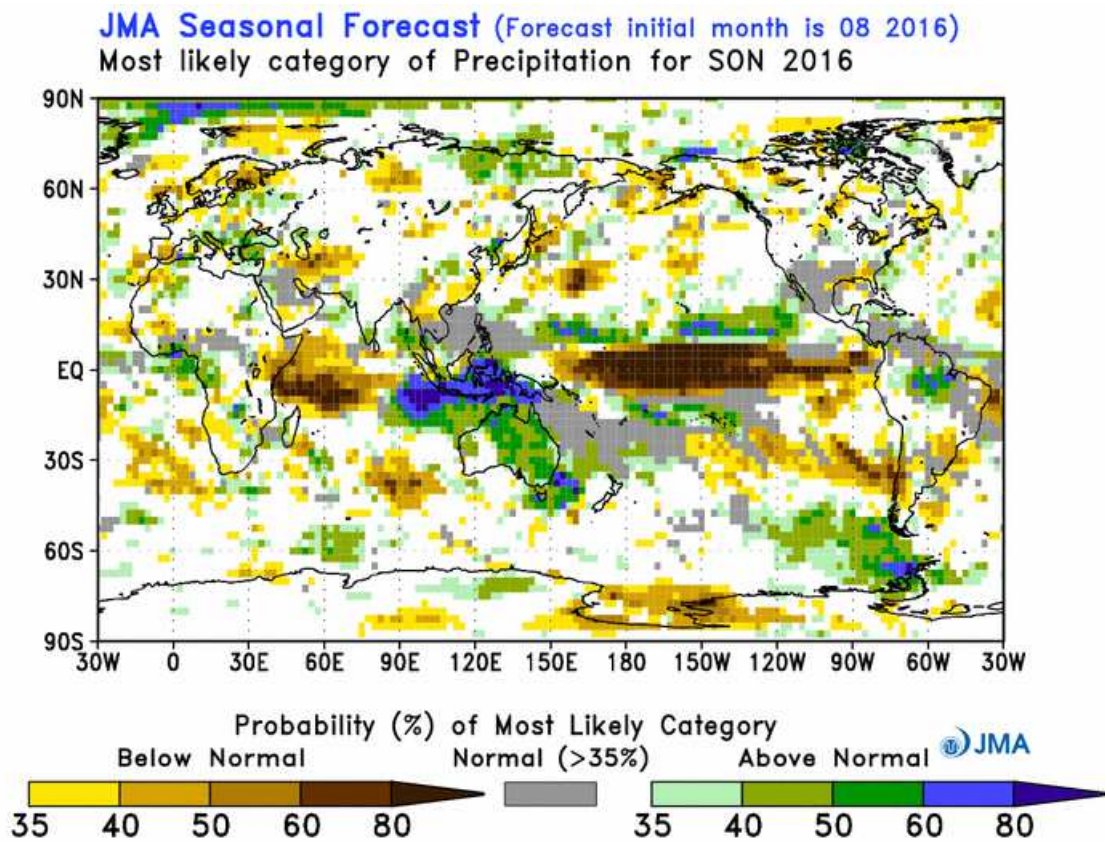 JMA Seasonal Forecast (Forecast initial month is 08 2016)
Most likely category of Precipitation for SON 2016
90N
60N
30N
EQ
30S
60S
90S
30W 0 30E 60E 90E 120E 150E 180 150W 120W 90W 60W 30W
Probability (%) of Most Likely Category
Below Normal Normal (>35%) Above Normal JMA
35 40 50 60 80 35 40 50 60 80